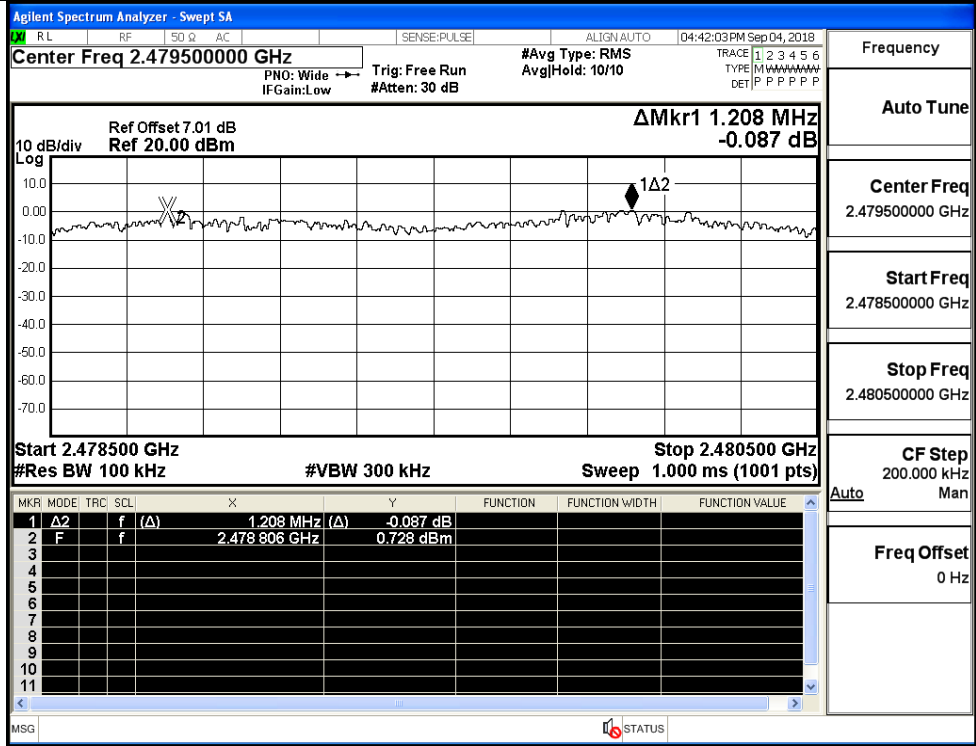 Agilent Spectrum Analyzer - Swept SA
LXI RL RF 50 Ω AC SENSE:PULSE ALIGN AUTO 04:42:03 PM Sep 04, 2018
Center Freq 2.479500000 GHz
PNO: Wide
IFGain:Low
Trig: Free Run
#Atten: 30 dB
#Avg Type: RMS
Avg|Hold: 10/10
TRACE 1 2 3 4 5 6
TYPE M WWWWW
DET P P P P P P
Ref Offset 7.01 dB
10 dB/div Ref 20.00 dBm
Log
ΔMkr1 1.208 MHz
-0.087 dB
10.0
0.00
-10.0
-20.0
-30.0
-40.0
-50.0
-60.0
-70.0
2
1Δ2
Start 2.478500 GHz Stop 2.480500 GHz
#Res BW 100 kHz #VBW 300 kHz Sweep 1.000 ms (1001 pts)
MKR MODE TRC SCL X Y FUNCTION FUNCTION WIDTH FUNCTION VALUE
1 Δ2 f (Δ) 1.208 MHz (Δ) -0.087 dB
2 F f 2.478 806 GHz 0.728 dBm
3
4
5
6
7
8
9
10
11
MSG STATUS
Frequency
Auto Tune
Center Freq
2.479500000 GHz
Start Freq
2.478500000 GHz
Stop Freq
2.480500000 GHz
CF Step
200.000 kHz
Auto Man
Freq Offset
0 Hz